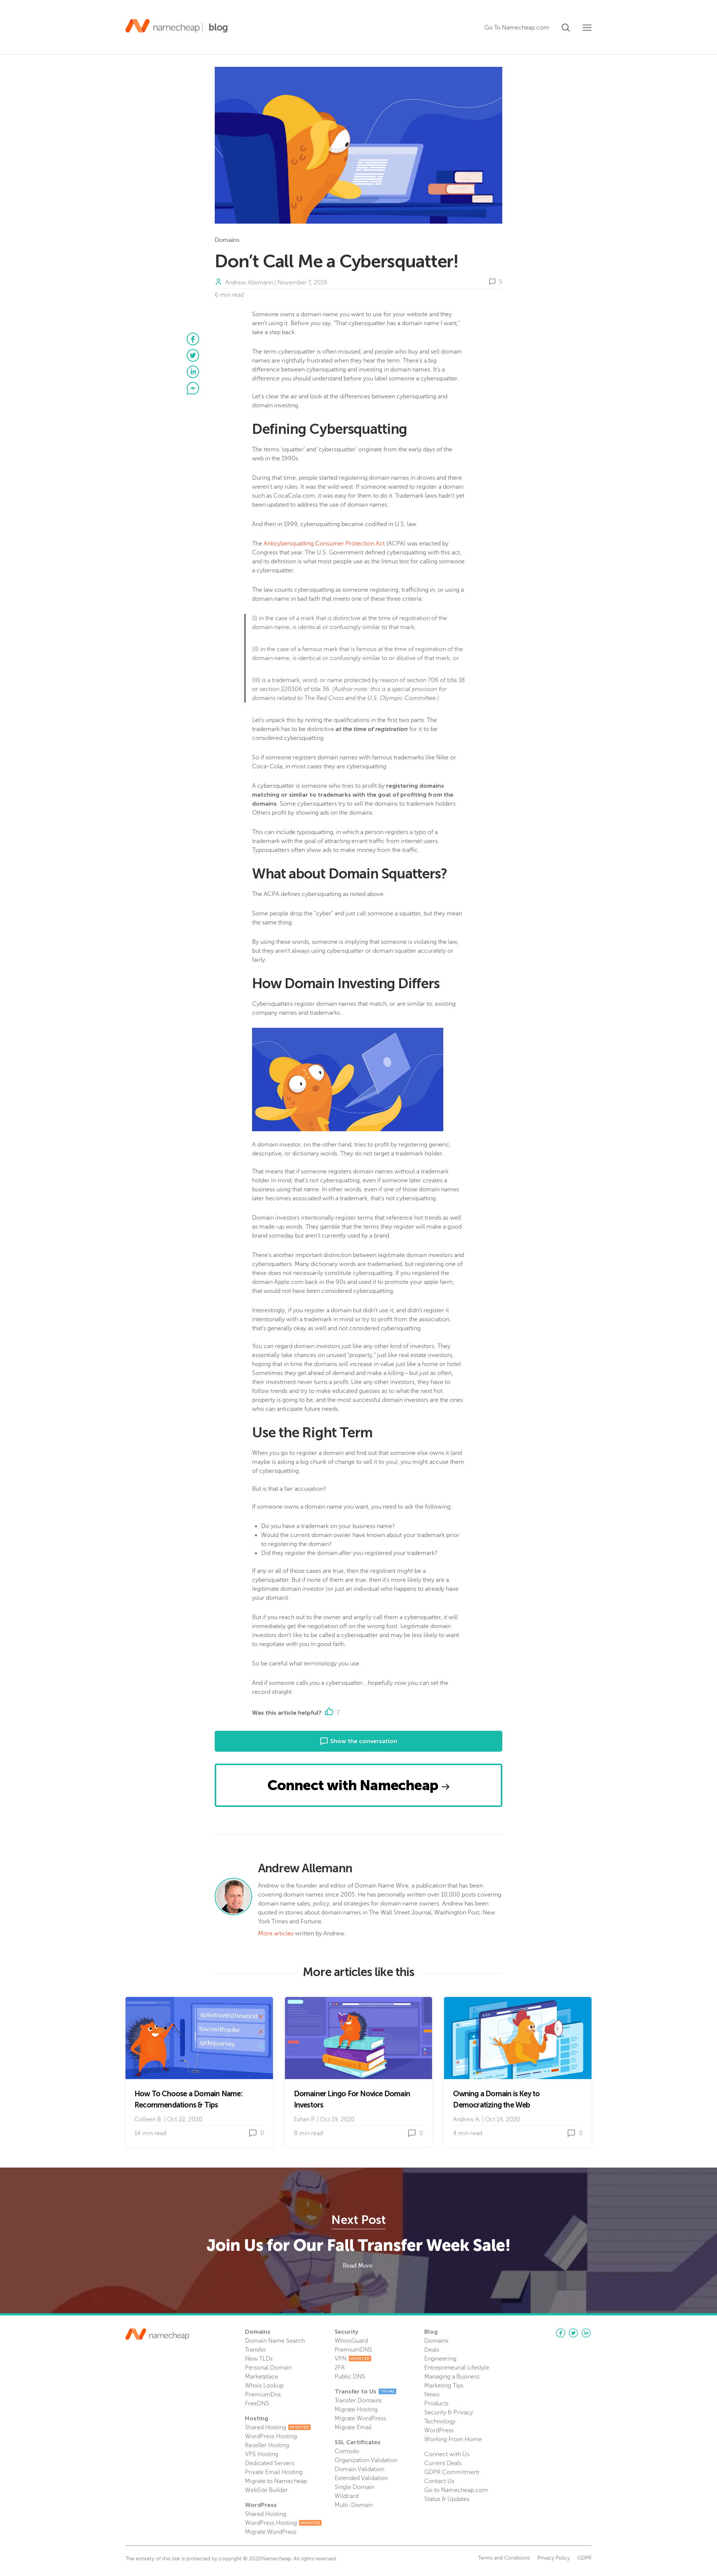 namecheap | blog
Go To Namecheap.com
Domains
Don't Call Me a Cybersquatter!
Andrew Allemann | November 7, 2019
5
6 min read
Someone owns a domain name you want to use for your website and they
aren't using it. Before you say, "That cybersquatter has a domain name I want,"
take a step back.
The term cybersquatter is often misused, and people who buy and sell domain
names are rightfully frustrated when they hear the term. There's a big
difference between cybersquatting and investing in domain names. It's a
difference you should understand before you label someone a cybersquatter.
Let's clear the air and look at the differences between cybersquatting and
domain investing.
Defining Cybersquatting
The terms 'squatter' and 'cybersquatter' originate from the early days of the
web in the 1990s.
During that time, people started registering domain names in droves and there
weren't any rules. It was the wild west. If someone wanted to register a domain
such as CocaCola.com, it was easy for them to do it. Trademark laws hadn't yet
been updated to address the use of domain names.
And then in 1999, cybersquatting became codified in U.S. law.
The Anticybersquatting Consumer Protection Act (ACPA) was enacted by
Congress that year. The U.S. Government defined cybersquatting with this act,
and its definition is what most people use as the litmus test for calling someone
a cybersquatter.
The law counts cybersquatting as someone registering, trafficking in, or using a
domain name in bad faith that meets one of these three criteria:
(I) in the case of a mark that is distinctive at the time of registration of the
domain name, is identical or confusingly similar to that mark;
(II) in the case of a famous mark that is famous at the time of registration of the
domain name, is identical or confusingly similar to or dilutive of that mark; or
(III) is a trademark, word, or name protected by reason of section 706 of title 18
or section 220506 of title 36. (Author note: this is a special provision for
domains related to The Red Cross and the U.S. Olympic Committee.)
Let's unpack this by noting the qualifications in the first two parts. The
trademark has to be distinctive at the time of registration for it to be
considered cybersquatting.
So if someone registers domain names with famous trademarks like Nike or
Coca-Cola, in most cases they are cybersquatting.
A cybersquatter is someone who tries to profit by registering domains
matching or similar to trademarks with the goal of profiting from the
domains. Some cybersquatters try to sell the domains to trademark holders.
Others profit by showing ads on the domains.
This can include typosquatting, in which a person registers a typo of a
trademark with the goal of attracting errant traffic from internet users.
Typosquatters often show ads to make money from the traffic.
What about Domain Squatters?
The ACPA defines cybersquatting as noted above.
Some people drop the "cyber" and just call someone a squatter, but they mean
the same thing.
By using these words, someone is implying that someone is violating the law,
but they aren't always using cybersquatter or domain squatter accurately or
fairly.
How Domain Investing Differs
Cybersquatters register domain names that match, or are similar to, existing
company names and trademarks.
A domain investor, on the other hand, tries to profit by registering generic,
descriptive, or dictionary words. They do not target a trademark holder.
That means that if someone registers domain names without a trademark
holder in mind, that's not cybersquatting, even if someone later creates a
business using that name. In other words, even if one of those domain names
later becomes associated with a trademark, that's not cybersquatting.
Domain investors intentionally register terms that reference hot trends as well
as made-up words. They gamble that the terms they register will make a good
brand someday but aren't currently used by a brand.
There's another important distinction between legitimate domain investors and
cybersquatters. Many dictionary words are trademarked, but registering one of
these does not necessarily constitute cybersquatting. If you registered the
domain Apple.com back in the 90s and used it to promote your apple farm,
that would not have been considered cybersquatting.
Interestingly, if you register a domain but didn't use it, and didn't register it
intentionally with a trademark in mind or try to profit from the association,
that's generally okay as well and not considered cybersquatting.
You can regard domain investors just like any other kind of investors. They
essentially take chances on unused "property," just like real estate investors,
hoping that in time the domains will increase in value just like a home or hotel.
Sometimes they get ahead of demand and make a killing—but just as often,
their investment never turns a profit. Like any other investors, they have to
follow trends and try to make educated guesses as to what the next hot
property is going to be, and the most successful domain investors are the ones
who can anticipate future needs.
Use the Right Term
When you go to register a domain and find out that someone else owns it (and
maybe is asking a big chunk of change to sell it to you), you might accuse them
of cybersquatting.
But is that a fair accusation?
If someone owns a domain name you want, you need to ask the following:
• Do you have a trademark on your business name?
• Would the current domain owner have known about your trademark prior
to registering the domain?
• Did they register the domain after you registered your trademark?
If any or all of those cases are true, then the registrant might be a
cybersquatter. But if none of them are true, then it's more likely they are a
legitimate domain investor (or just an individual who happens to already have
your domain).
But if you reach out to the owner and angrily call them a cybersquatter, it will
immediately get the negotiation off on the wrong foot. Legitimate domain
investors don't like to be called a cybersquatter and may be less likely to want
to negotiate with you in good faith.
So be careful what terminology you use.
And if someone calls you a cybersquatter….hopefully now you can set the
record straight.
Was this article helpful? 7
Show the conversation
Connect with Namecheap →
Andrew Allemann
Andrew is the founder and editor of Domain Name Wire, a publication that has been
covering domain names since 2005. He has personally written over 10,000 posts covering
domain name sales, policy, and strategies for domain name owners. Andrew has been
quoted in stories about domain names in The Wall Street Journal, Washington Post, New
York Times and Fortune.
More articles written by Andrew.
More articles like this
spiketravelstheworld x
tourswithspike x
spikejourney
How To Choose a Domain Name:
Recommendations & Tips
Colleen B. | Oct 22, 2020
14 min read
0
Domainer Lingo For Novice Domain
Investors
Eshan P. | Oct 19, 2020
8 min read
0
Owning a Domain is Key to
Democratizing the Web
Andrew A. | Oct 14, 2020
4 min read
0
Next Post
Join Us for Our Fall Transfer Week Sale!
Read More
namecheap
Domains
Domain Name Search
Transfer
New TLDs
Personal Domain
Marketplace
Whois Lookup
PremiumDns
FreeDNS
Hosting
Shared Hosting UPDATED
WordPress Hosting
Reseller Hosting
VPS Hosting
Dedicated Servers
Private Email Hosting
Migrate to Namecheap
WebSite Builder
WordPress
Shared Hosting
WordPress Hosting UPDATED
Migrate WordPress
Security
WhoisGuard
PremiumDNS
VPN UPDATED
2FA
Public DNS
Transfer to Us TRY ME
Transfer Domains
Migrate Hosting
Migrate WordPress
Migrate Email
SSL Certificates
Comodo
Organization Validation
Domain Validation
Extended Validation
Single Domain
Wildcard
Multi-Domain
Blog
Domains
Deals
Engineering
Entrepreneurial Lifestyle
Managing a Business
Marketing Tips
News
Products
Security & Privacy
Technology
WordPress
Working From Home
Connect with Us
Current Deals
GDPR Commitment
Contact Us
Go to Namecheap.com
Status & Updates
The entirety of this site is protected by copyright © 2020Namecheap. All rights reserved
Terms and Conditions
Privacy Policy
GDPR